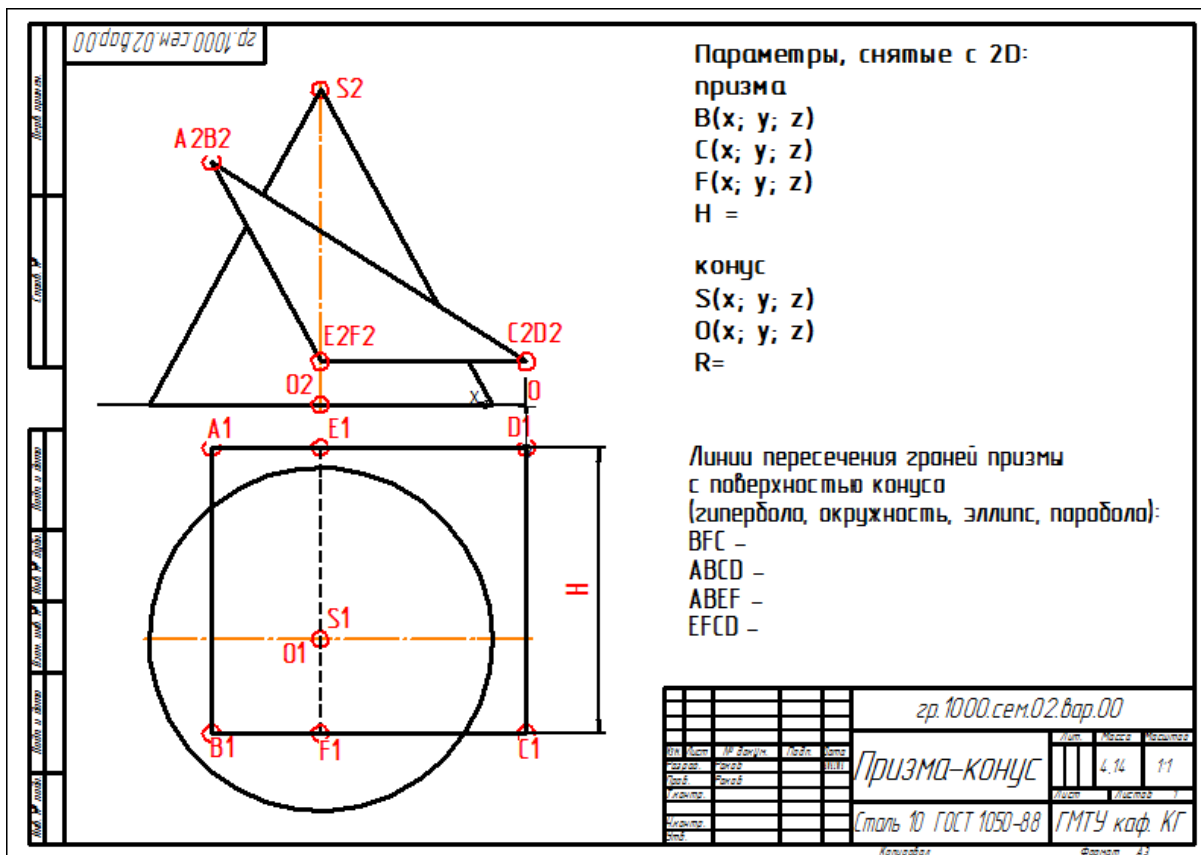 гр.1000.сем.02.вар.00
S2
A2B2
E2F2
C2D2
O2
X
O
A1
E1
D1
S1
O1
H
B1
F1
C1
Параметры, снятые с 2D:
призма
B(x; y; z)
C(x; y; z)
F(x; y; z)
H =
конус
S(x; y; z)
O(x; y; z)
R=
Линии пересечения граней призмы
с поверхностью конуса
(гипербола, окружность, эллипс, парабола):
BFC -
ABCD -
ABEF -
EFCD -
гр.1000.сем.02.вар.00
Призма-конус
Лит. Масса Масштаб
4,14 1:1
Лист Листов 1
Изм Лист № докум. Подп. Дата
Разраб. Раков
Пров. Раков
Т.контр.
Н.контр.
Утв.
Сталь 10 ГОСТ 1050-88
ГМТУ каф. КГ
Копировал
Формат А3